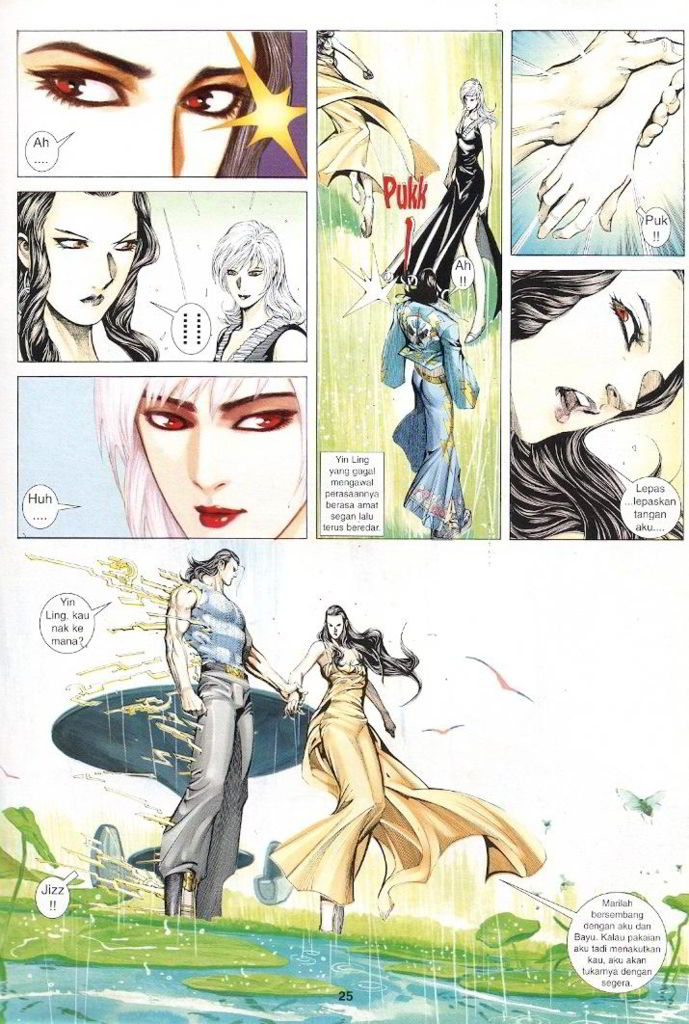 Ah
....
Huh
....
Pukk
!
Ah
!!
Yin Ling
yang gagal
mengawal
perasaannya
berasa amat
segan lalu
terus beredar.
Puk
!!
Lepas
...lepaskan
tangan
aku....
Yin
Ling, kau
nak ke
mana?
Jizz
!!
Marilah
bersembang
dengan aku dan
Bayu. Kalau pakaian
aku tadi menakutkan
kau, aku akan
tukarnya dengan
segera.
25